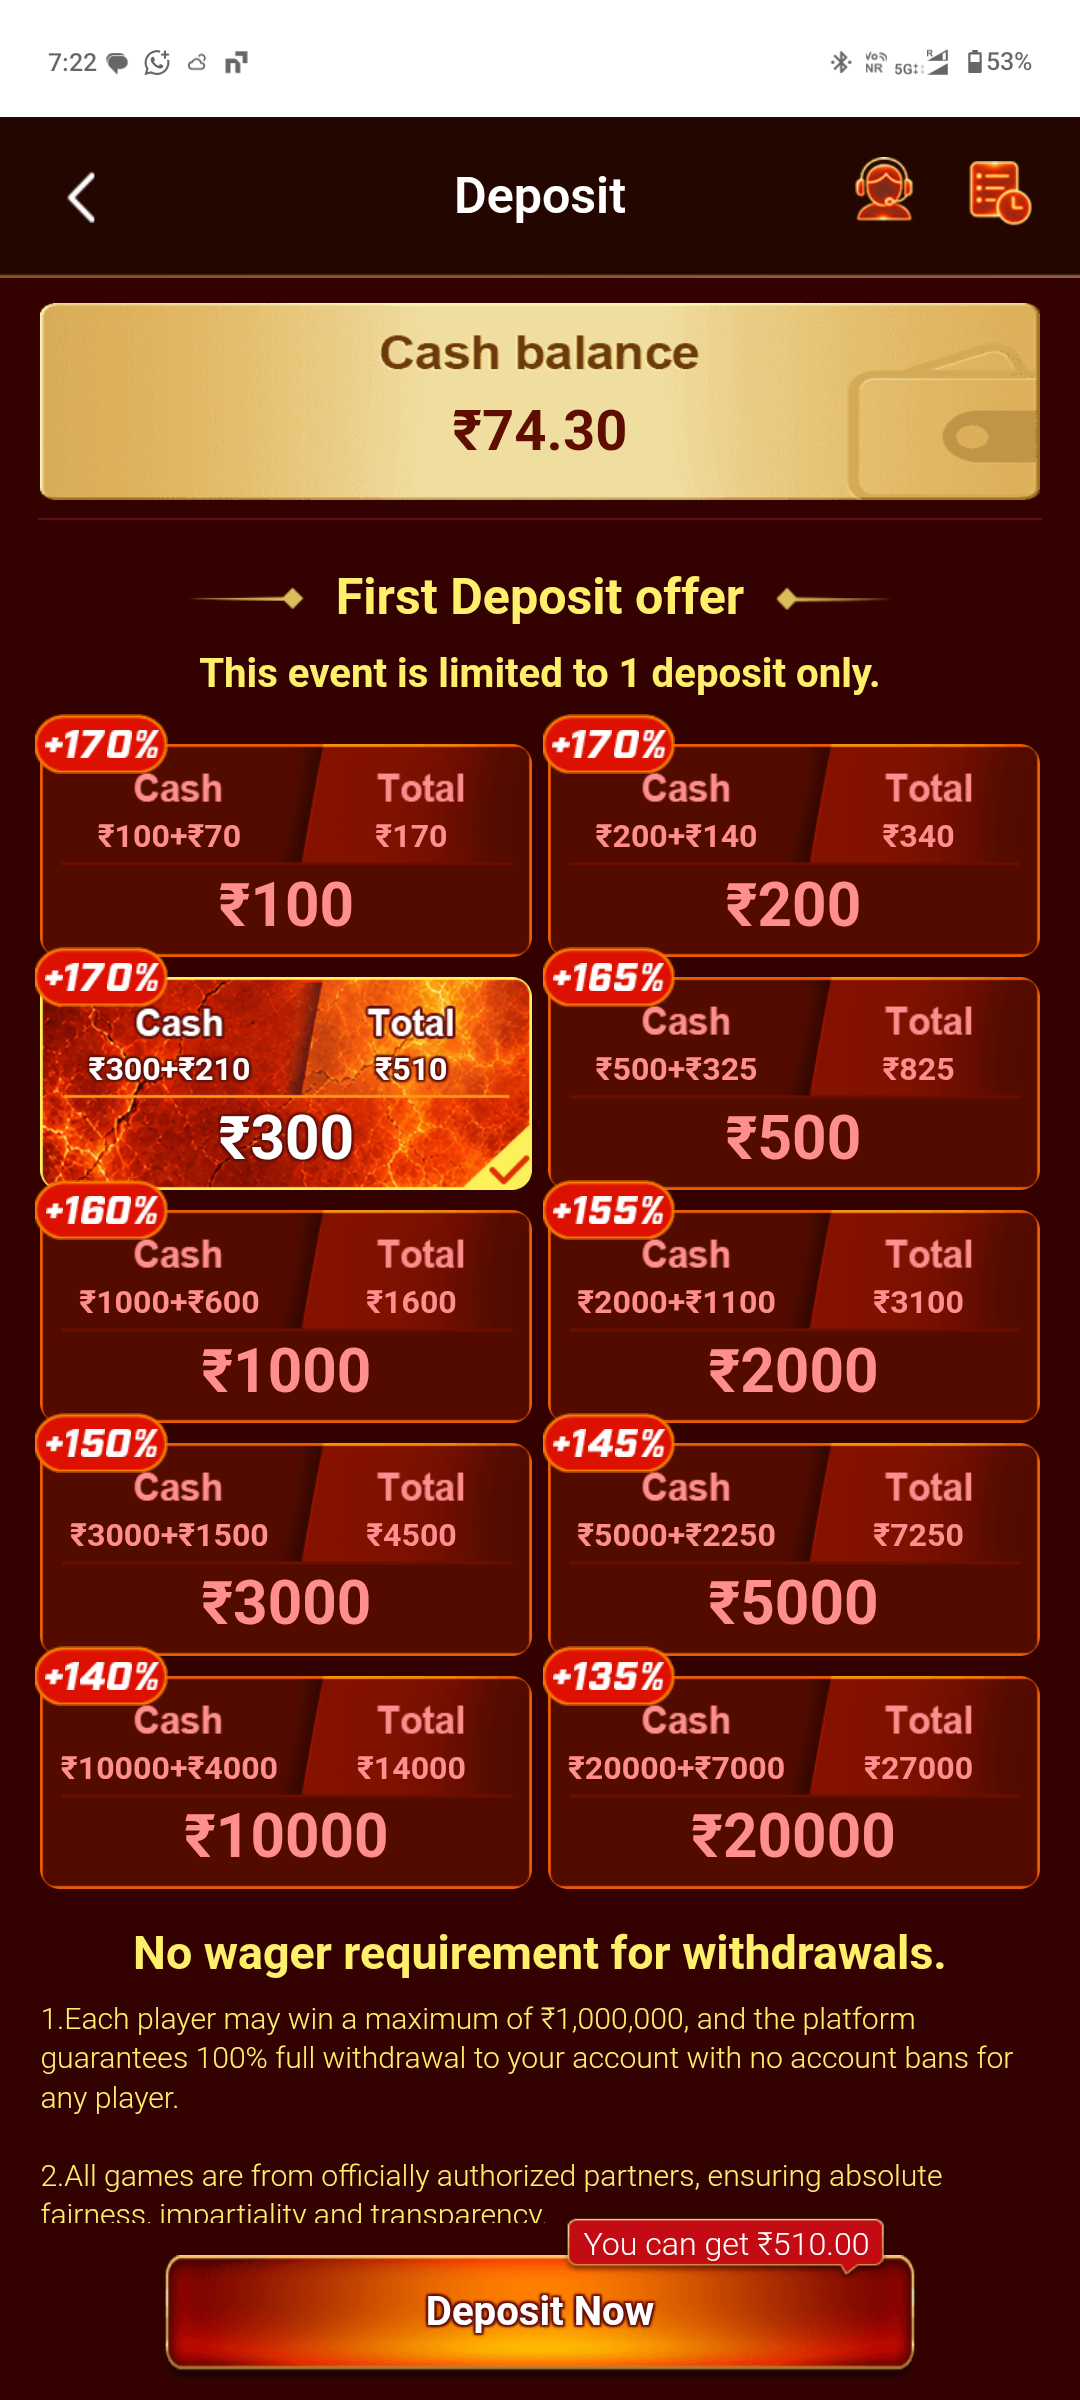 7:22
Vo NR 5G R 53%
Deposit
Cash balance
₹74.30
First Deposit offer
This event is limited to 1 deposit only.
+170%
Cash Total
₹100+₹70 ₹170
₹100
+170%
Cash Total
₹200+₹140 ₹340
₹200
+170%
Cash Total
₹300+₹210 ₹510
₹300
+165%
Cash Total
₹500+₹325 ₹825
₹500
+160%
Cash Total
₹1000+₹600 ₹1600
₹1000
+155%
Cash Total
₹2000+₹1100 ₹3100
₹2000
+150%
Cash Total
₹3000+₹1500 ₹4500
₹3000
+145%
Cash Total
₹5000+₹2250 ₹7250
₹5000
+140%
Cash Total
₹10000+₹4000 ₹14000
₹10000
+135%
Cash Total
₹20000+₹7000 ₹27000
₹20000
No wager requirement for withdrawals.
1.Each player may win a maximum of ₹1,000,000, and the platform
guarantees 100% full withdrawal to your account with no account bans for
any player.
2.All games are from officially authorized partners, ensuring absolute
fairness, impartiality and transparency.
You can get ₹510.00
Deposit Now